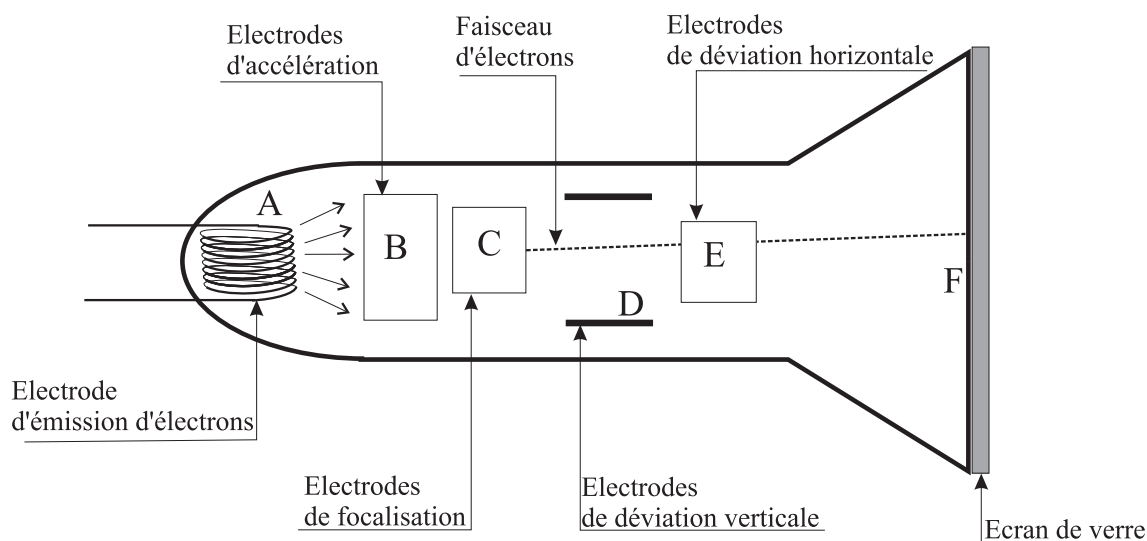 Electrodes
d'accélération
Faisceau
d'électrons
Electrodes
de déviation horizontale
A
B
C
D
E
F
Electrode
d'émission d'électrons
Electrodes
de focalisation
Electrodes
de déviation verticale
Ecran de verre